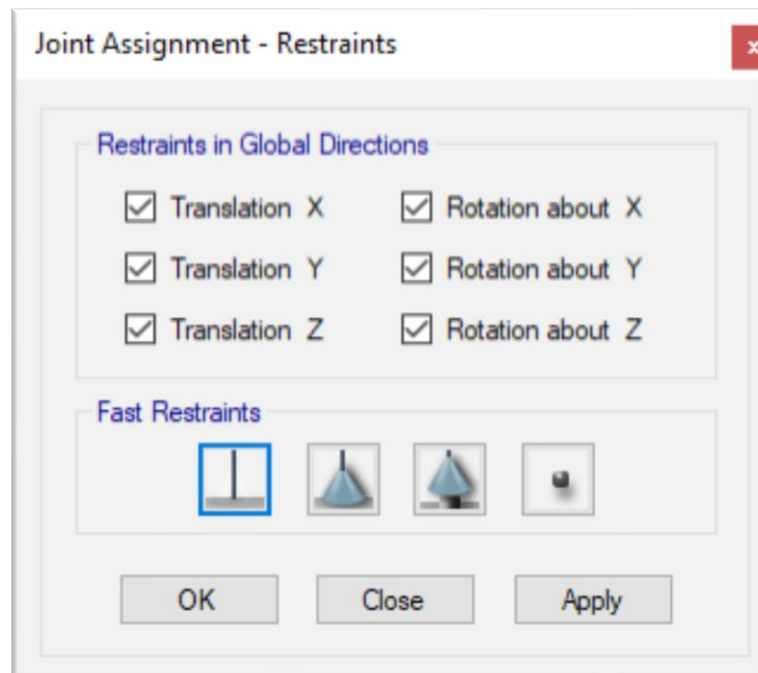 Joint Assignment - Restraints
x
Restraints in Global Directions
Translation X
Rotation about X
Translation Y
Rotation about Y
Translation Z
Rotation about Z
Fast Restraints
OK
Close
Apply